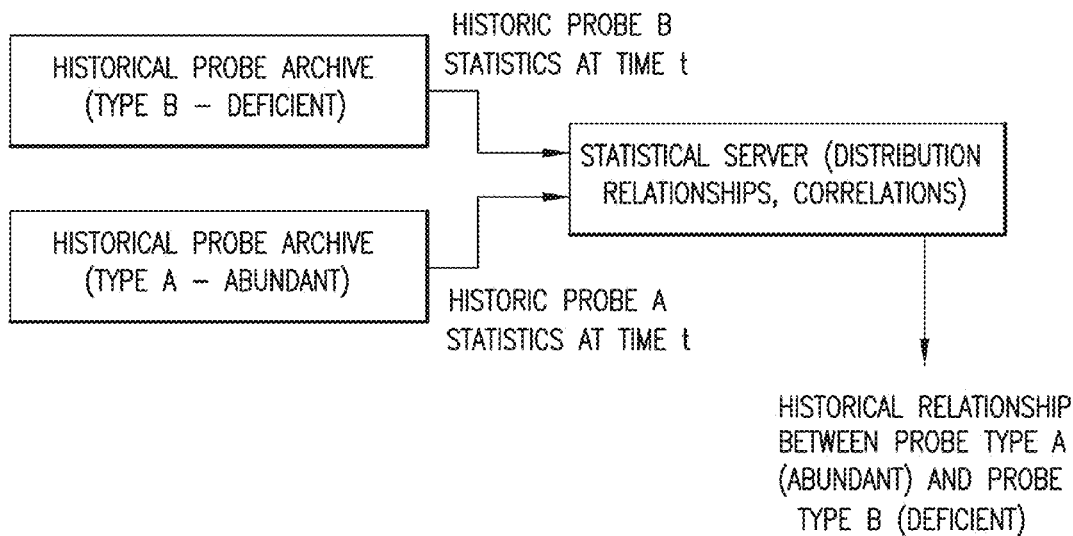 HISTORIC PROBE B
STATISTICS AT TIME t
HISTORICAL PROBE ARCHIVE
(TYPE B – DEFICIENT)
STATISTICAL SERVER (DISTRIBUTION
RELATIONSHIPS, CORRELATIONS)
HISTORICAL PROBE ARCHIVE
(TYPE A – ABUNDANT)
HISTORIC PROBE A
STATISTICS AT TIME t
HISTORICAL RELATIONSHIP
BETWEEN PROBE TYPE A
(ABUNDANT) AND PROBE
TYPE B (DEFICIENT)